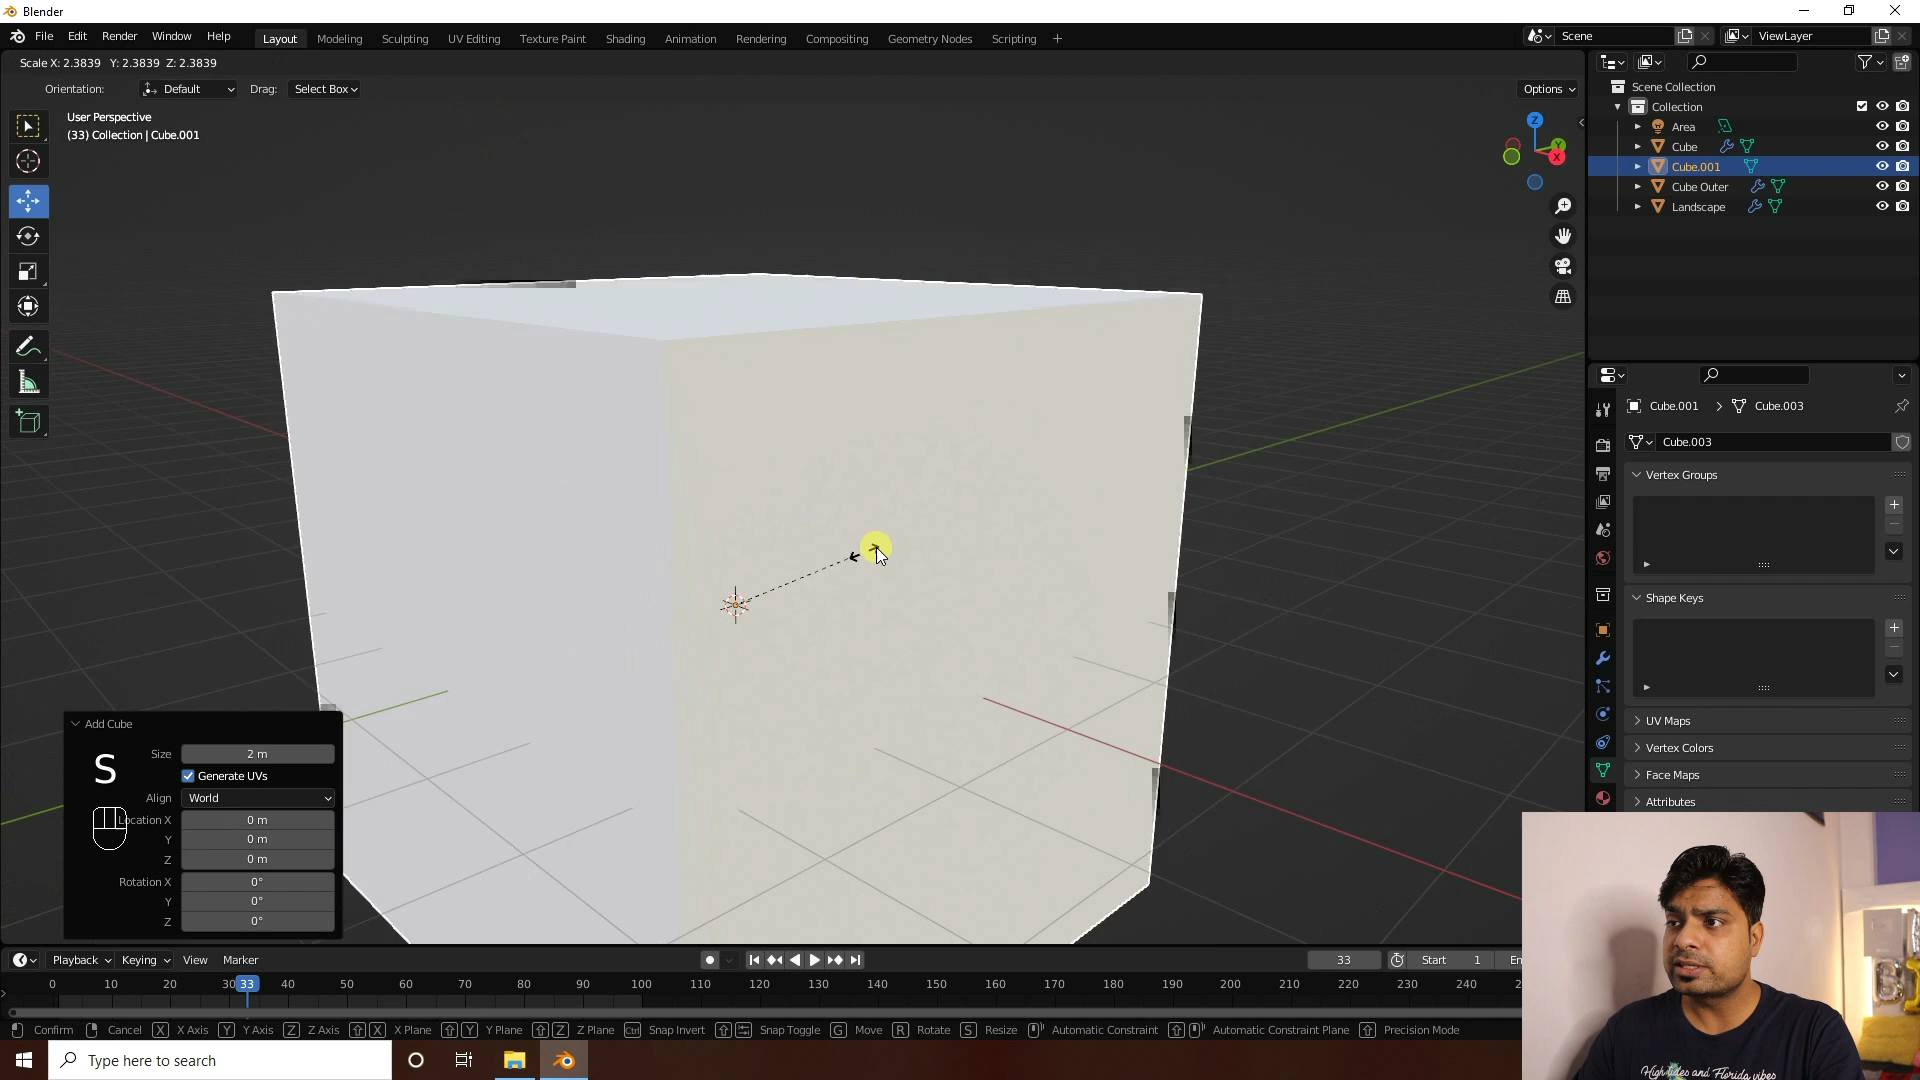 Blender
File Edit Render Window Help
Layout Modeling Sculpting UV Editing Texture Paint Shading Animation Rendering Compositing Geometry Nodes Scripting +
Scene
ViewLayer
Scale X: 2.3839 Y: 2.3839 Z: 2.3839
Orientation: Default Drag: Select Box
Options
User Perspective
(33) Collection | Cube.001
Z
Y
X
Scene Collection
Collection
Area
Cube
Cube.001
Cube Outer
Landscape
Cube.001 > Cube.003
Cube.003
Vertex Groups
Shape Keys
UV Maps
Vertex Colors
Face Maps
Attributes
Add Cube
Size 2 m
Generate UVs
Align World
Location X 0 m
Y 0 m
Z 0 m
Rotation X 0°
Y 0°
Z 0°
S
Playback Keying View Marker
33 Start 1 En
0 10 20 30 33 40 50 60 70 80 90 100 110 120 130 140 150 160 170 180 190 200 210 220 230 240 2
Confirm Cancel X X Axis Y Y Axis Z Z Axis X X Plane Y Y Plane Z Z Plane Ctrl Snap Invert Snap Toggle G Move R Rotate S Resize Automatic Constraint Automatic Constraint Plane Precision Mode
Type here to search
High tides and Florida vibes